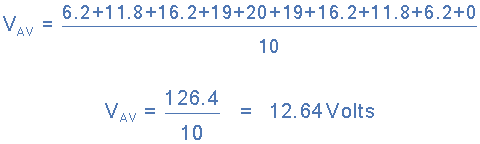 V_AV = 6.2+11.8+16.2+19+20+19+16.2+11.8+6.2+0 / 10
V_AV = 126.4 / 10 = 12.64 Volts